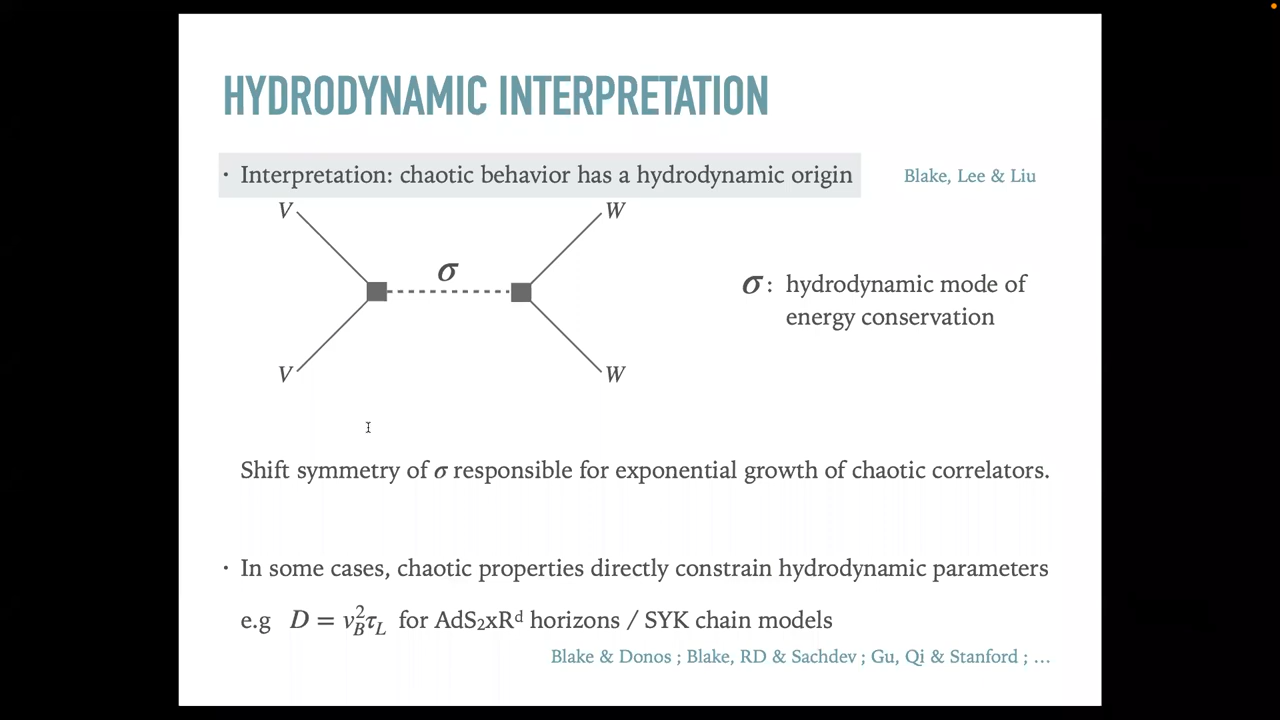 HYDRODYNAMIC INTERPRETATION
· Interpretation: chaotic behavior has a hydrodynamic origin
Blake, Lee & Liu
V
W
σ
σ: hydrodynamic mode of
energy conservation
V
W
Shift symmetry of σ responsible for exponential growth of chaotic correlators.
· In some cases, chaotic properties directly constrain hydrodynamic parameters
e.g D = v_B^2 τ_L for AdS₂xRᵈ horizons / SYK chain models
Blake & Donos ; Blake, RD & Sachdev ; Gu, Qi & Stanford ; …